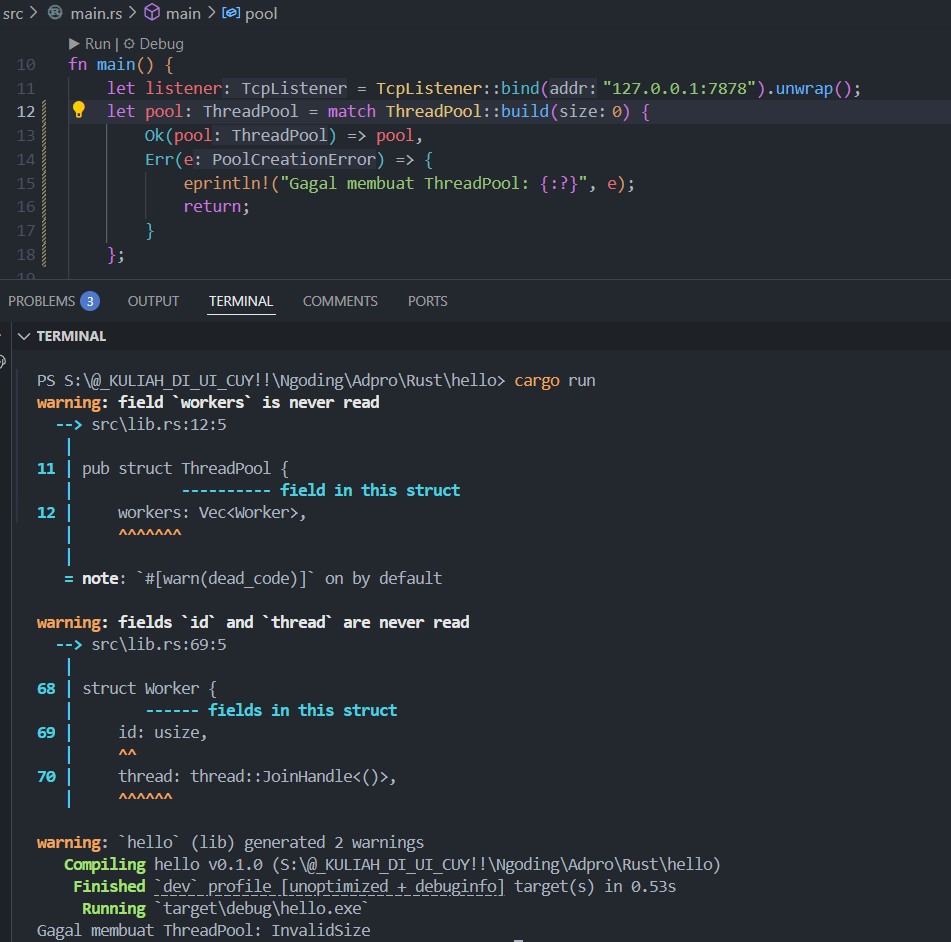 src > main.rs > main > pool
Run | Debug
10 fn main() {
11 let listener: TcpListener = TcpListener::bind(addr: "127.0.0.1:7878").unwrap();
12 let pool: ThreadPool = match ThreadPool::build(size: 0) {
13 Ok(pool: ThreadPool) => pool,
14 Err(e: PoolCreationError) => {
15 eprintln!("Gagal membuat ThreadPool: {:?}", e);
16 return;
17 }
18 };
19
PROBLEMS 3 OUTPUT TERMINAL COMMENTS PORTS
TERMINAL
PS S:\@_KULIAH_DI_UI_CUY!!\Ngoding\Adpro\Rust\hello> cargo run
warning: field `workers` is never read
--> src\lib.rs:12:5
|
11 | pub struct ThreadPool {
| ---------- field in this struct
12 | workers: Vec<Worker>,
| ^^^^^^^
|
= note: `#[warn(dead_code)]` on by default
warning: fields `id` and `thread` are never read
--> src\lib.rs:69:5
|
68 | struct Worker {
| ------ fields in this struct
69 | id: usize,
| ^^
70 | thread: thread::JoinHandle<()>,
| ^^^^^^
warning: `hello` (lib) generated 2 warnings
Compiling hello v0.1.0 (S:\@_KULIAH_DI_UI_CUY!!\Ngoding\Adpro\Rust\hello)
Finished `dev` profile [unoptimized + debuginfo] target(s) in 0.53s
Running `target\debug\hello.exe`
Gagal membuat ThreadPool: InvalidSize